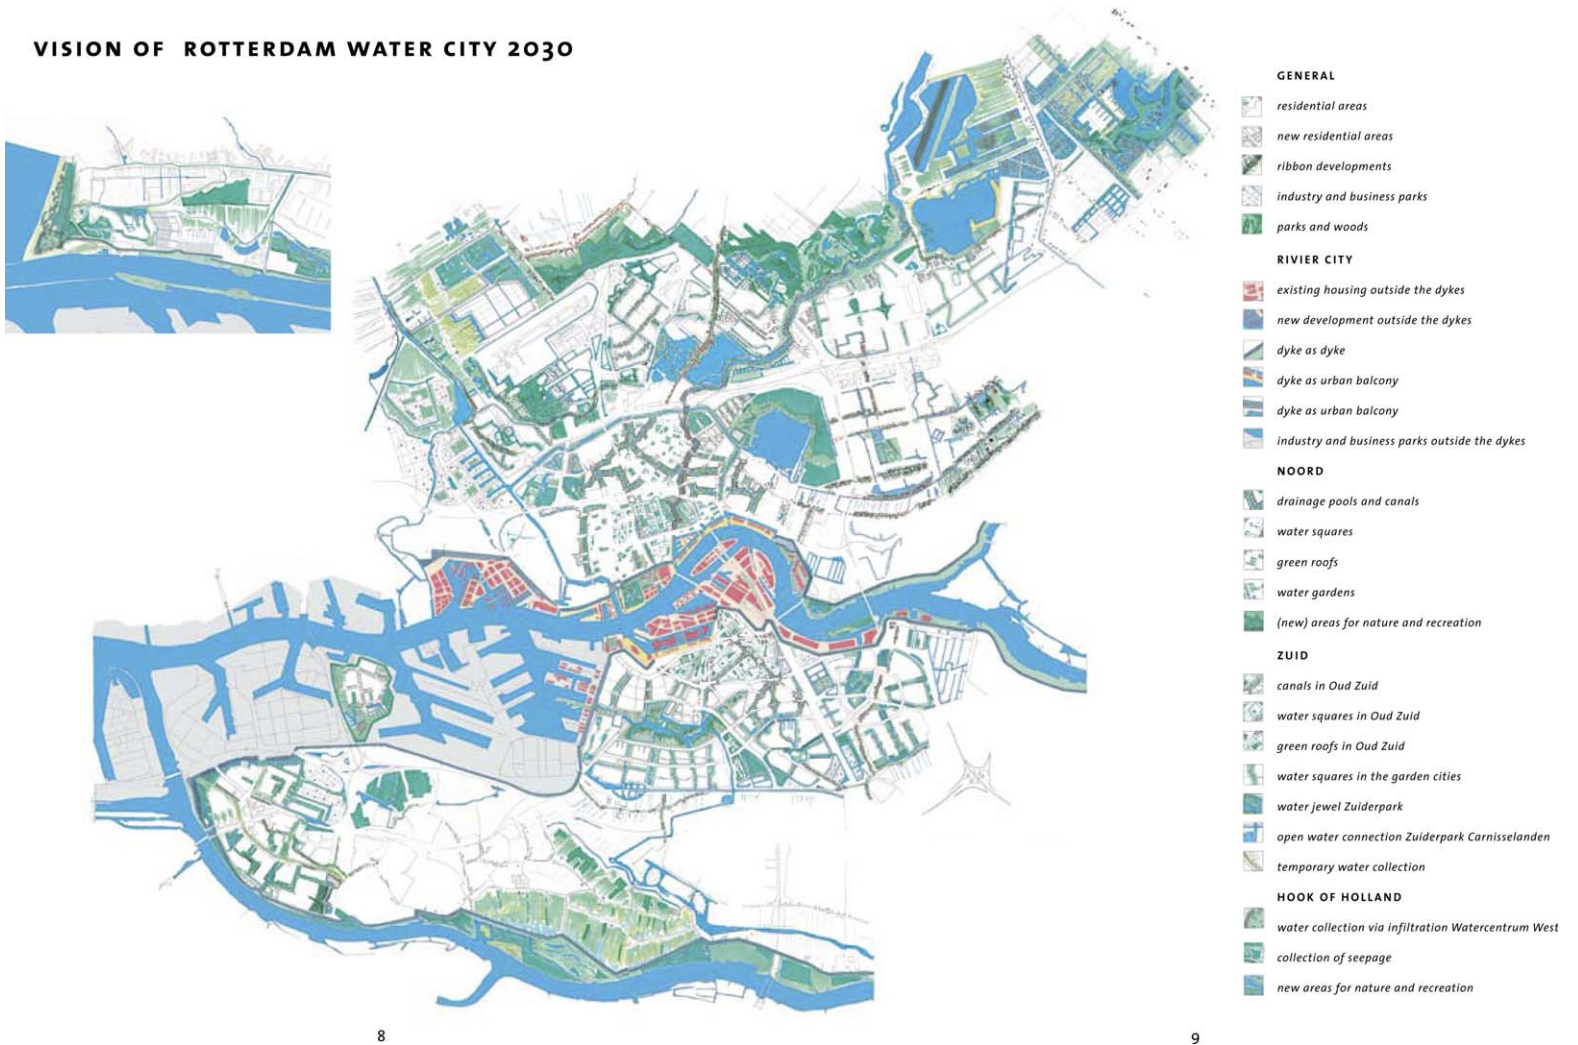 VISION OF ROTTERDAM WATER CITY 2030
GENERAL
residential areas
new residential areas
ribbon developments
industry and business parks
parks and woods
RIVIER CITY
existing housing outside the dykes
new development outside the dykes
dyke as dyke
dyke as urban balcony
dyke as urban balcony
industry and business parks outside the dykes
NOORD
drainage pools and canals
water squares
green roofs
water gardens
(new) areas for nature and recreation
ZUID
canals in Oud Zuid
water squares in Oud Zuid
green roofs in Oud Zuid
water squares in the garden cities
water jewel Zuiderpark
open water connection Zuiderpark Carnisselanden
temporary water collection
HOOK OF HOLLAND
water collection via infiltration Watercentrum West
collection of seepage
new areas for nature and recreation
8
9